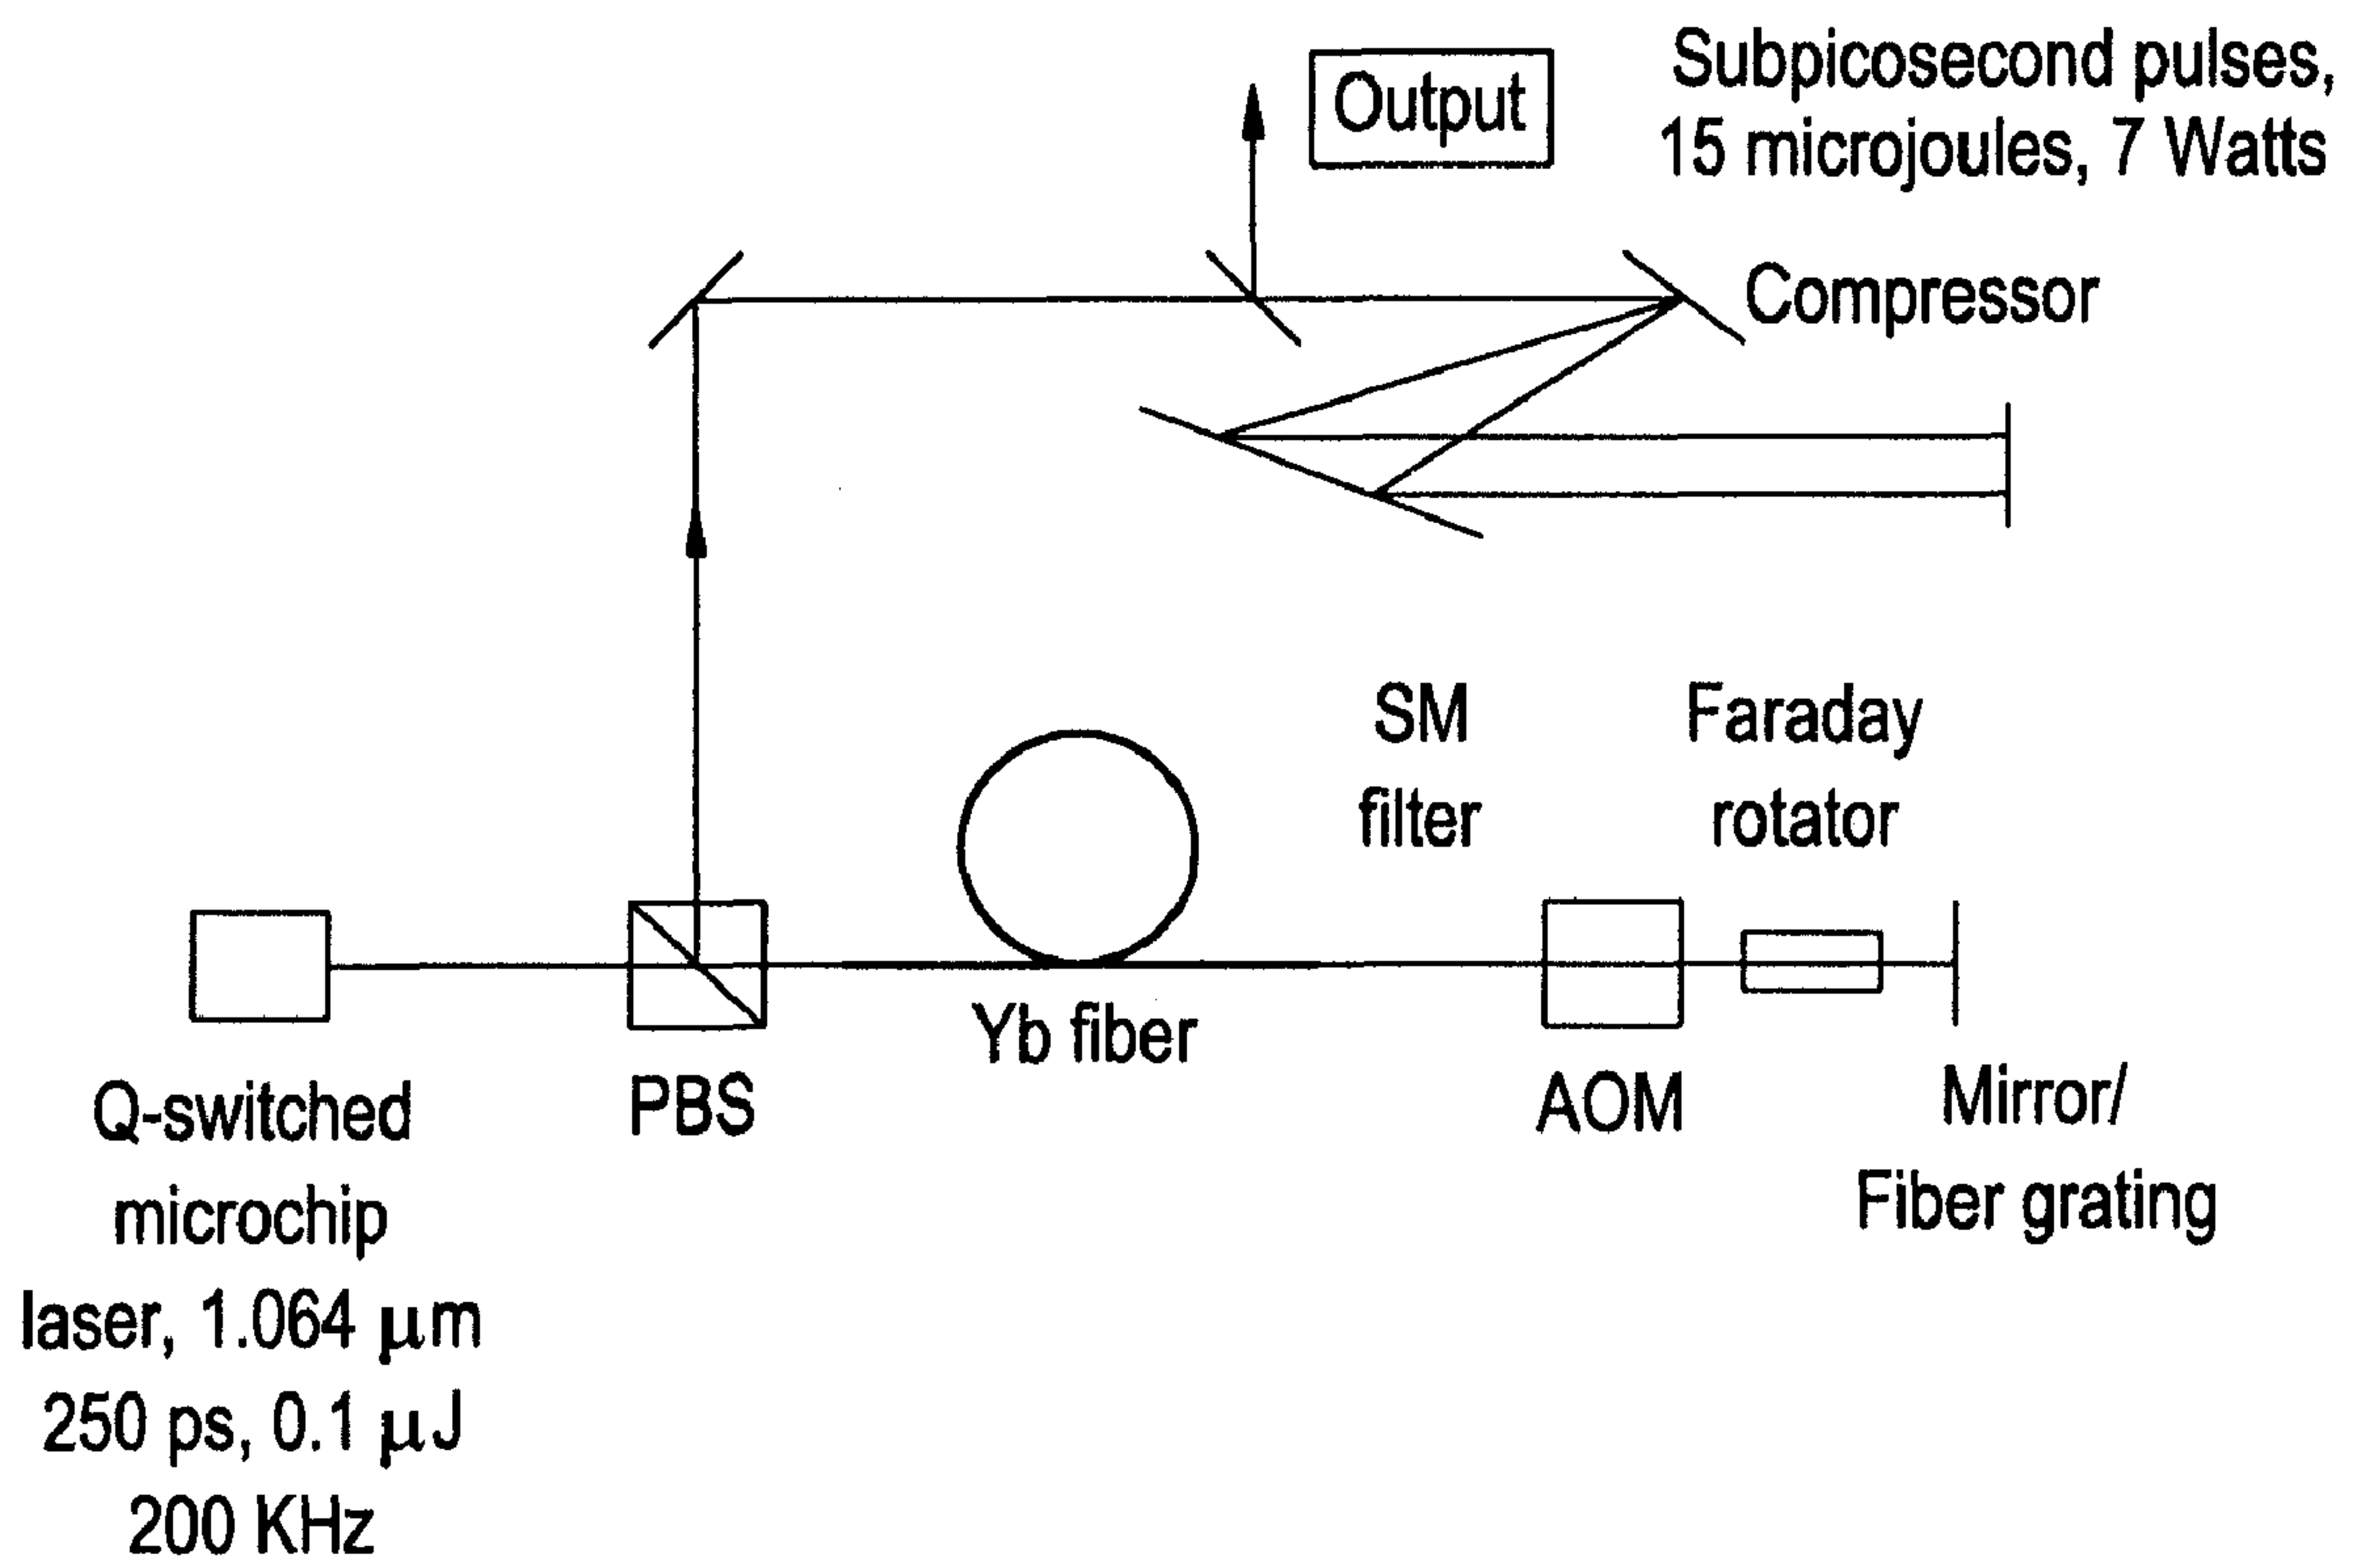 Output
Subpicosecond pulses,
15 microjoules, 7 Watts
Compressor
SM
filter
Faraday
rotator
Yb fiber
Q-switched
microchip
laser, 1.064 μm
250 ps, 0.1 μJ
200 KHz
PBS
AOM
Mirror/
Fiber grating